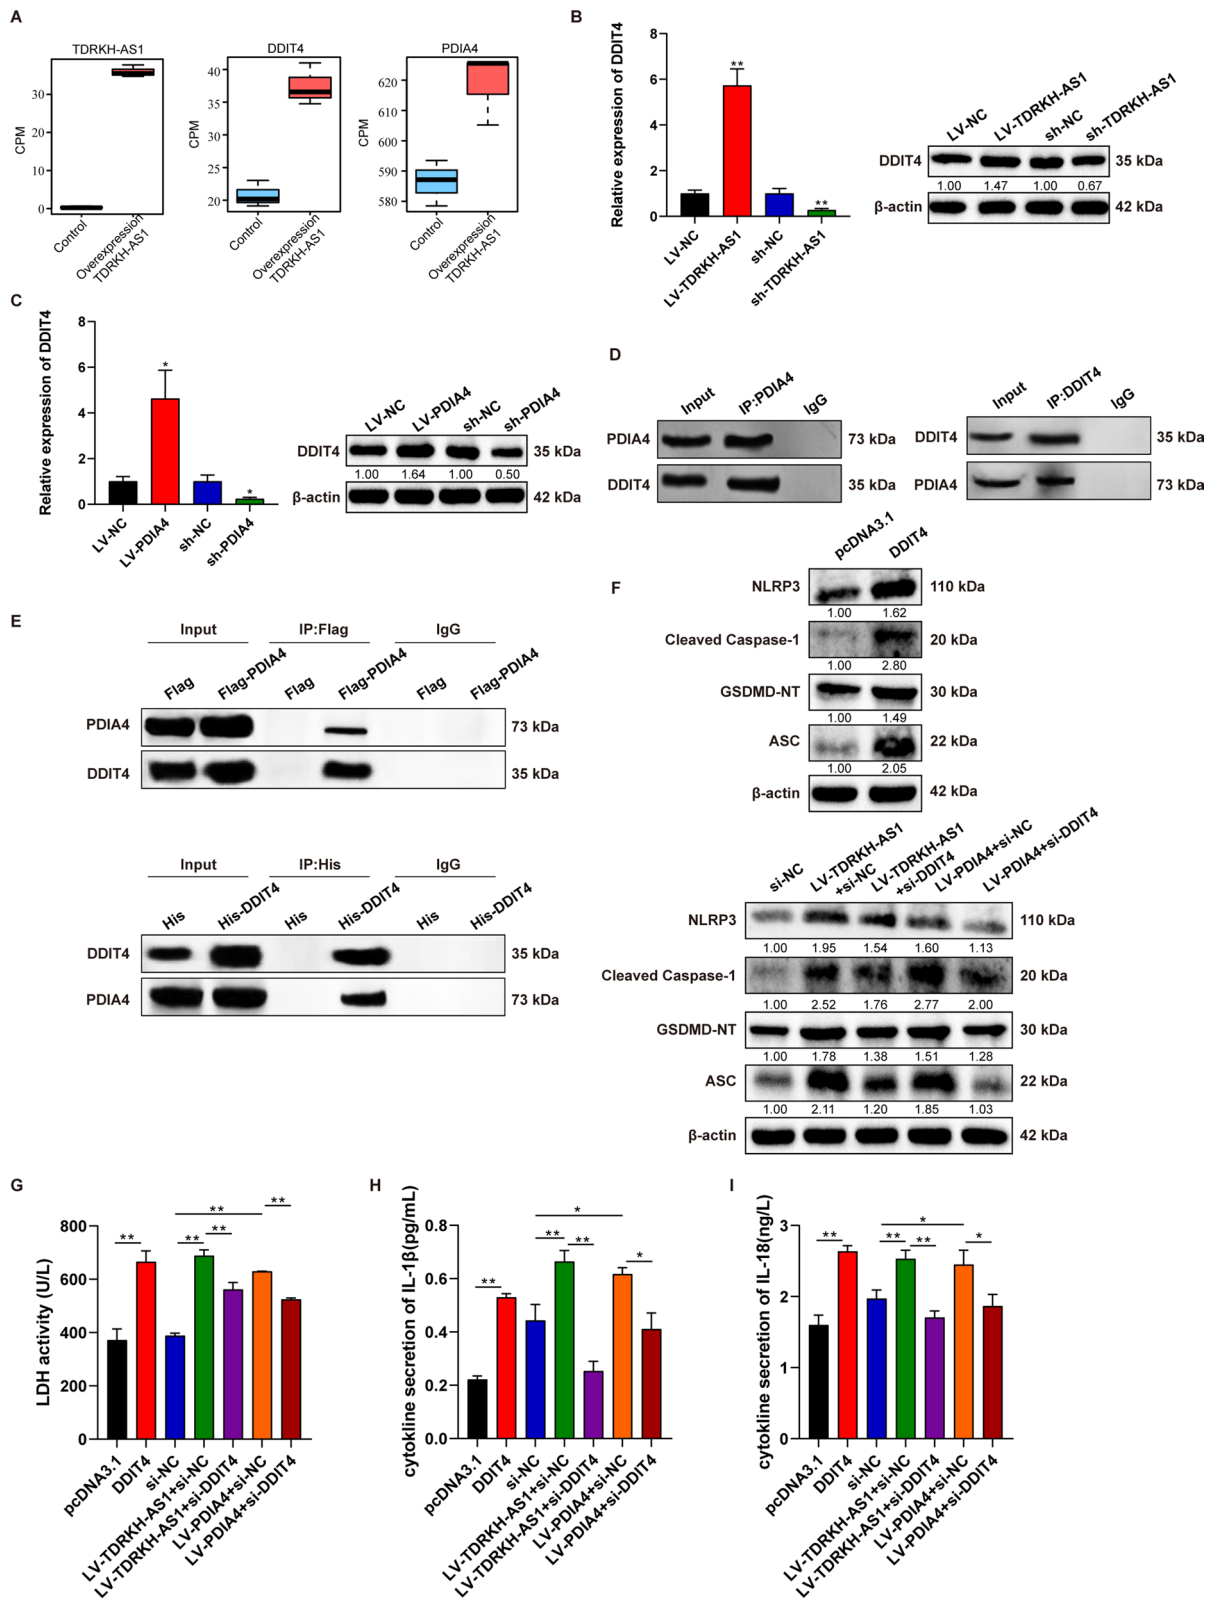 A
TDRKH-AS1
CPM
30
20
10
0
Control
Overexpression
TDRKH-AS1
DDIT4
CPM
40
35
30
25
20
Control
Overexpression
TDRKH-AS1
PDIA4
CPM
620
610
600
590
580
Control
Overexpression
TDRKH-AS1
B
Relative expression of DDIT4
8
6
4
2
0
**
**
LV-NC
LV-TDRKH-AS1
sh-NC
sh-TDRKH-AS1
LV-NC
LV-TDRKH-AS1
sh-NC
sh-TDRKH-AS1
DDIT4 35 kDa
1.00 1.47 1.00 0.67
β-actin 42 kDa
C
Relative expression of DDIT4
8
6
4
2
0
*
*
LV-NC
LV-PDIA4
sh-NC
sh-PDIA4
LV-NC
LV-PDIA4
sh-NC
sh-PDIA4
DDIT4 35 kDa
1.00 1.64 1.00 0.50
β-actin 42 kDa
D
Input IP:PDIA4 IgG
PDIA4 73 kDa
DDIT4 35 kDa
Input IP:DDIT4 IgG
DDIT4 35 kDa
PDIA4 73 kDa
E
Input IP:Flag IgG
Flag Flag-PDIA4 Flag Flag-PDIA4 Flag Flag-PDIA4
PDIA4 73 kDa
DDIT4 35 kDa
Input IP:His IgG
His His-DDIT4 His His-DDIT4 His His-DDIT4
DDIT4 35 kDa
PDIA4 73 kDa
F
pcDNA3.1 DDIT4
NLRP3 110 kDa
1.00 1.62
Cleaved Caspase-1 20 kDa
1.00 2.80
GSDMD-NT 30 kDa
1.00 1.49
ASC 22 kDa
1.00 2.05
β-actin 42 kDa
si-NC
LV-TDRKH-AS1
+si-NC
LV-TDRKH-AS1
+si-DDIT4
LV-PDIA4+si-NC
LV-PDIA4+si-DDIT4
NLRP3 110 kDa
1.00 1.95 1.54 1.60 1.13
Cleaved Caspase-1 20 kDa
1.00 2.52 1.76 2.77 2.00
GSDMD-NT 30 kDa
1.00 1.78 1.38 1.51 1.28
ASC 22 kDa
1.00 2.11 1.20 1.85 1.03
β-actin 42 kDa
G
LDH activity (U/L)
800
600
400
200
0
** ** ** ** **
pcDNA3.1
DDIT4
si-NC
LV-TDRKH-AS1+si-NC
LV-TDRKH-AS1+si-DDIT4
LV-PDIA4+si-NC
LV-PDIA4+si-DDIT4
H
cytokline secretion of IL-1β(pg/mL)
0.8
0.6
0.4
0.2
0.0
** ** ** * *
pcDNA3.1
DDIT4
si-NC
LV-TDRKH-AS1+si-NC
LV-TDRKH-AS1+si-DDIT4
LV-PDIA4+si-NC
LV-PDIA4+si-DDIT4
I
cytokline secretion of IL-18(ng/L)
3
2
1
0
** ** ** * *
pcDNA3.1
DDIT4
si-NC
LV-TDRKH-AS1+si-NC
LV-TDRKH-AS1+si-DDIT4
LV-PDIA4+si-NC
LV-PDIA4+si-DDIT4